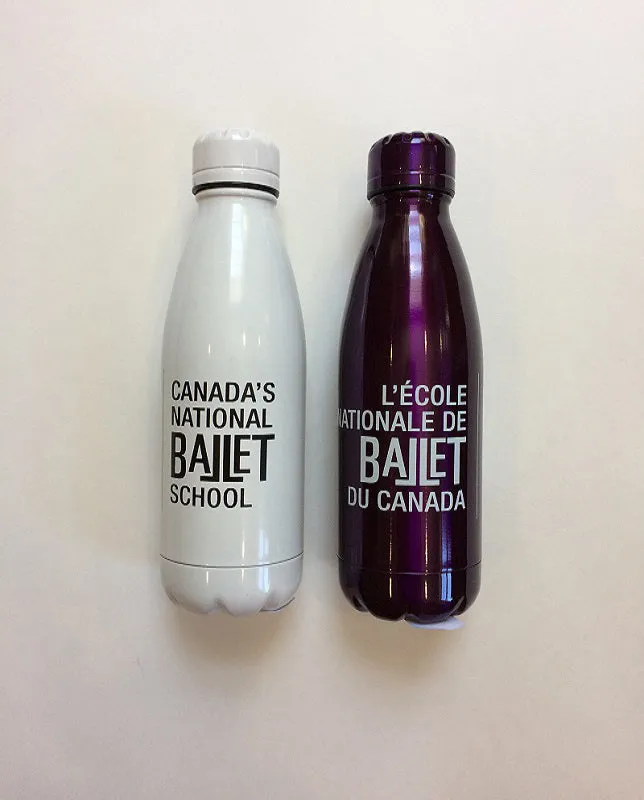 CANADA'S
NATIONAL
BALLET
SCHOOL
L'ÉCOLE
NATIONALE DE
BALLET
DU CANADA